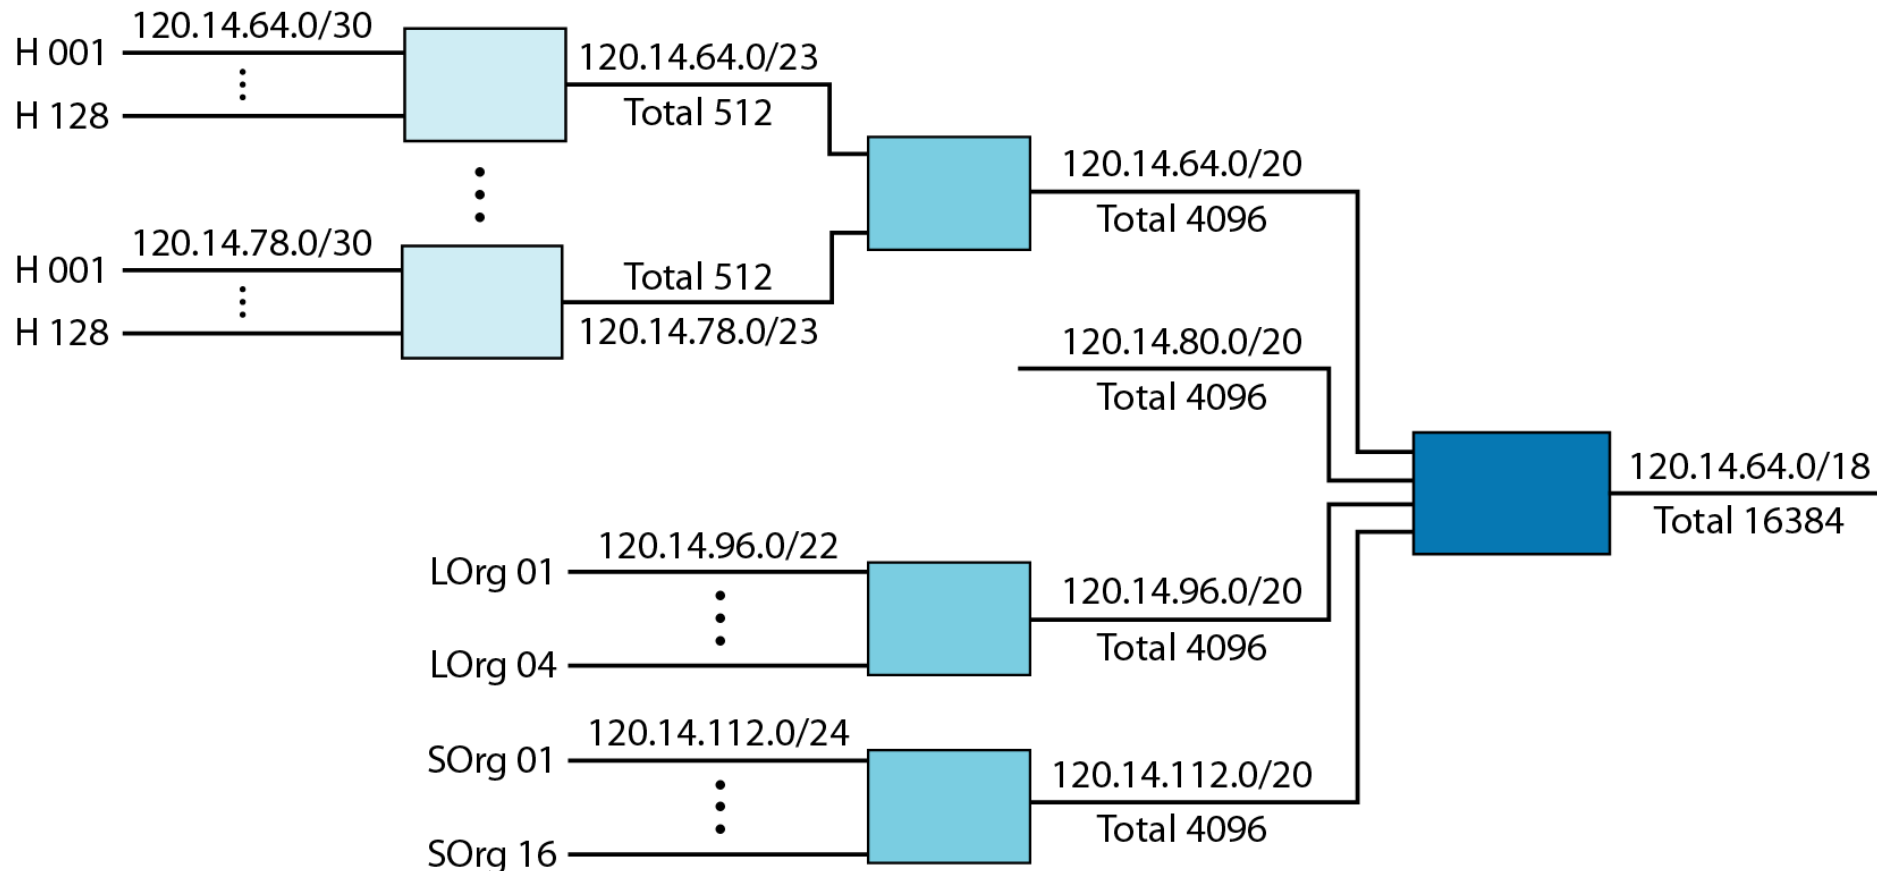 120.14.64.0/30
H 001
H 128
120.14.64.0/23
Total 512
120.14.78.0/30
H 001
H 128
Total 512
120.14.78.0/23
120.14.64.0/20
Total 4096
120.14.80.0/20
Total 4096
120.14.64.0/18
Total 16384
120.14.96.0/22
LOrg 01
LOrg 04
120.14.96.0/20
Total 4096
120.14.112.0/24
SOrg 01
SOrg 16
120.14.112.0/20
Total 4096